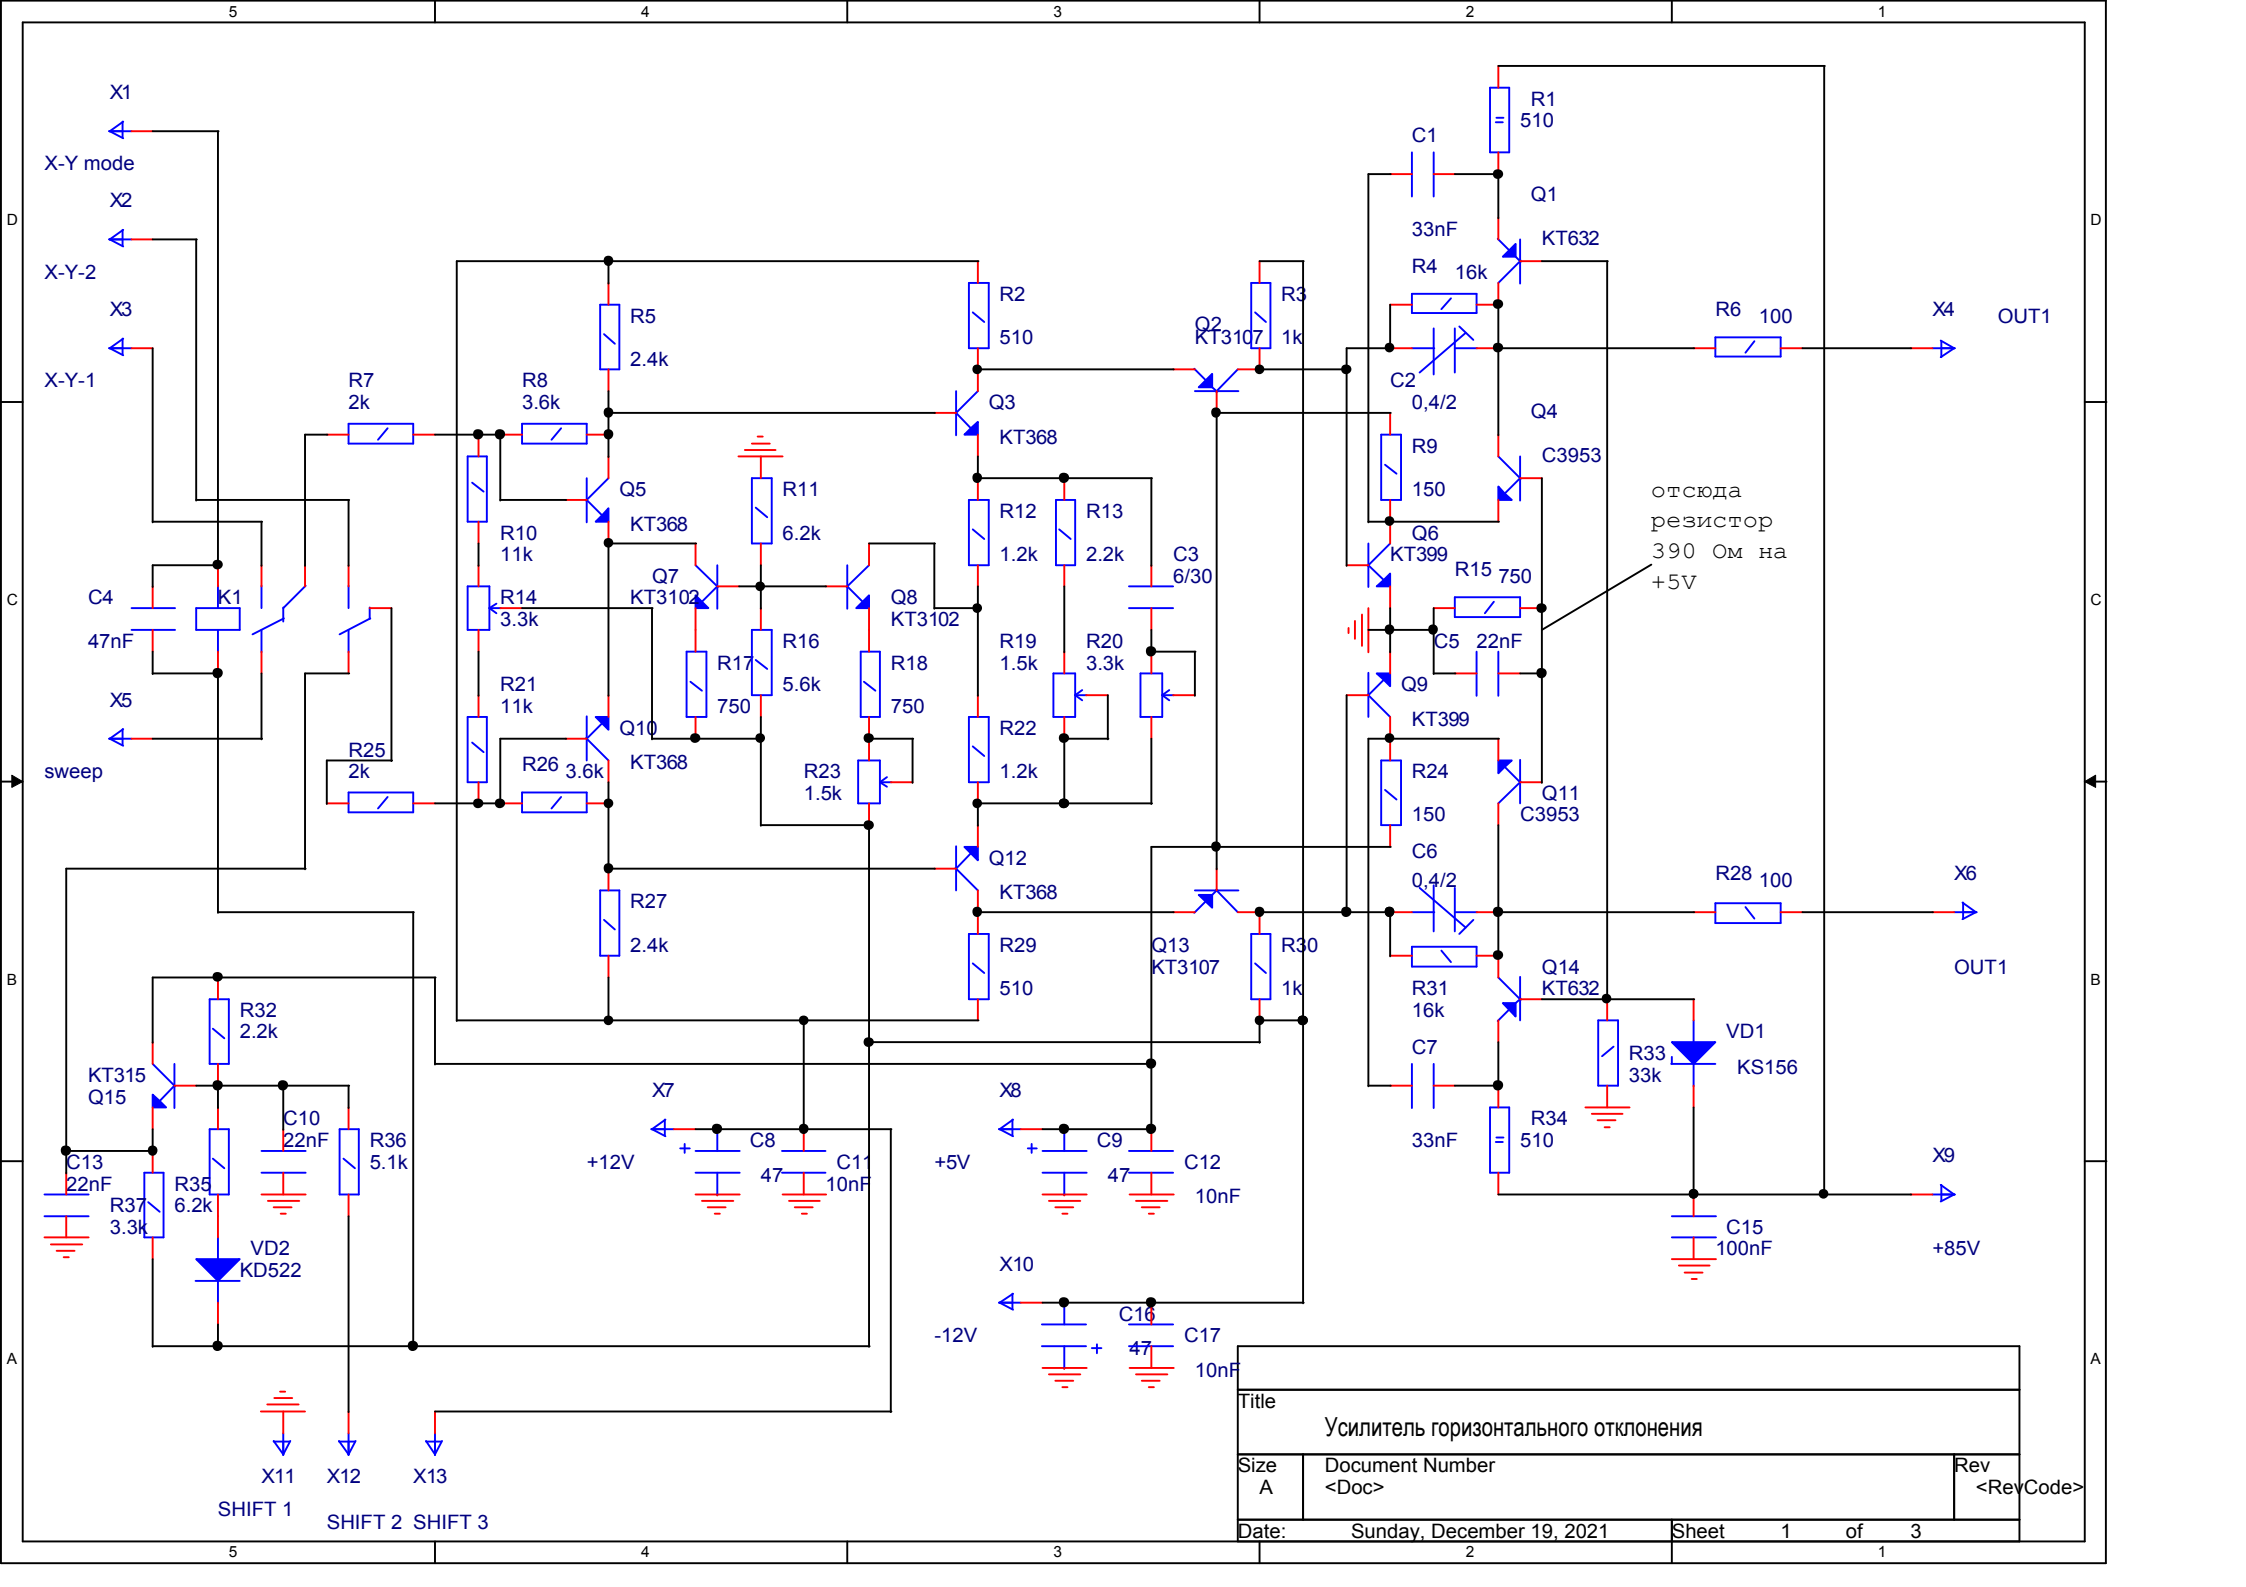 5 4 3 2 1
D D
C C
B B
A A
X1
X-Y mode
X2
X-Y-2
X3
X-Y-1
C4
47nF
K1
X5
sweep
R7
2k
R8
3.6k
R5
2.4k
R10
11k
R14
3.3k
R21
11k
R25
2k
R26 3.6k
Q5
KT368
Q10
KT368
R27
2.4k
Q7
KT3102
R11
6.2k
R17
750
R16
5.6k
Q8
KT3102
R18
750
R23
1.5k
R2
510
Q3
KT368
R12
1.2k
R13
2.2k
C3
6/30
R19
1.5k
R20
3.3k
R22
1.2k
Q12
KT368
R29
510
Q2
KT3107
R3
1k
Q13
KT3107
R30
1k
R1
510
C1
33nF
Q1
KT632
R4 16k
C2
0,4/2
Q4
C3953
R9
150
Q6
KT399
R15 750
C5 22nF
Q9
KT399
R24
150
Q11
C3953
C6
0,4/2
R31
16k
Q14
KT632
C7
33nF
R34
510
R6 100
X4
OUT1
отсюда
резистор
390 Ом на
+5V
R28 100
X6
OUT1
R33
33k
VD1
KS156
X9
+85V
C15
100nF
R32
2.2k
KT315
Q15
C10
22nF
R36
5.1k
C13
22nF
R37
3.3k
R35
6.2k
VD2
KD522
X7
+12V
+
C8
47
C11
10nF
X8
+5V
+
C9
47
C12
10nF
X10
-12V
+
C16
47
C17
10nF
X11
SHIFT 1
X12
SHIFT 2
X13
SHIFT 3
Title
Усилитель горизонтального отклонения
Size
A
Document Number
<Doc>
Rev
<RevCode>
Date: Sunday, December 19, 2021 Sheet 1 of 3
5 4 3 2 1